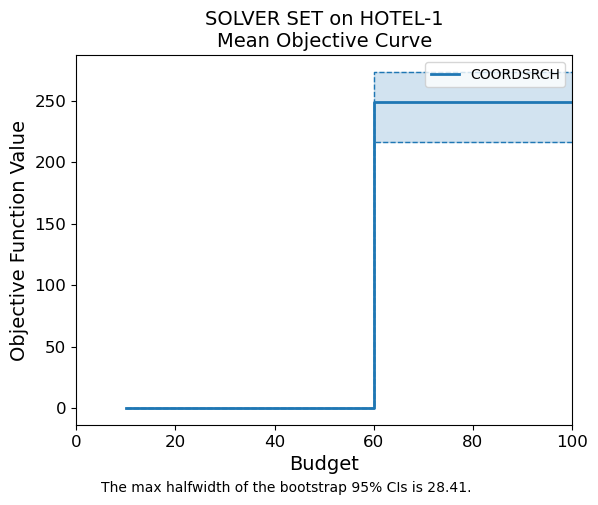 SOLVER SET on HOTEL-1
Mean Objective Curve
COORDSRCH
Objective Function Value
250
200
150
100
50
0
0 20 40 60 80 100
Budget
The max halfwidth of the bootstrap 95% CIs is 28.41.